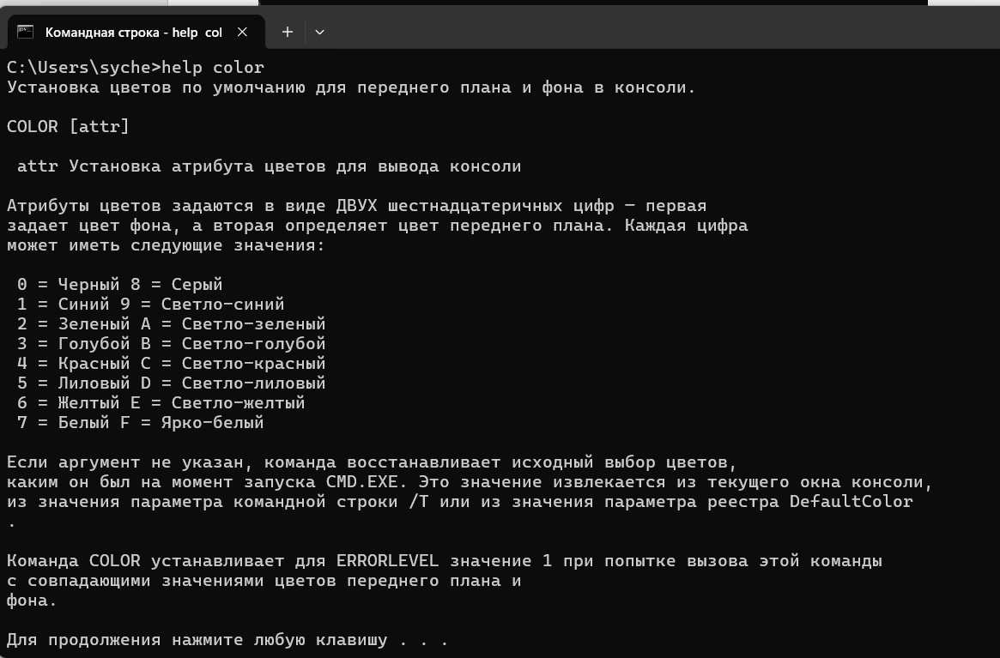 Командная строка - help col
C:\Users\syche>help color
Установка цветов по умолчанию для переднего плана и фона в консоли.
COLOR [attr]
attr Установка атрибута цветов для вывода консоли
Атрибуты цветов задаются в виде ДВУХ шестнадцатеричных цифр — первая
задает цвет фона, а вторая определяет цвет переднего плана. Каждая цифра
может иметь следующие значения:
0 = Черный 8 = Серый
1 = Синий 9 = Светло-синий
2 = Зеленый A = Светло-зеленый
3 = Голубой B = Светло-голубой
4 = Красный C = Светло-красный
5 = Лиловый D = Светло-лиловый
6 = Желтый E = Светло-желтый
7 = Белый F = Ярко-белый
Если аргумент не указан, команда восстанавливает исходный выбор цветов,
каким он был на момент запуска CMD.EXE. Это значение извлекается из текущего окна консоли,
из значения параметра командной строки /T или из значения параметра реестра DefaultColor
.
Команда COLOR устанавливает для ERRORLEVEL значение 1 при попытке вызова этой команды
с совпадающими значениями цветов переднего плана и
фона.
Для продолжения нажмите любую клавишу . . .